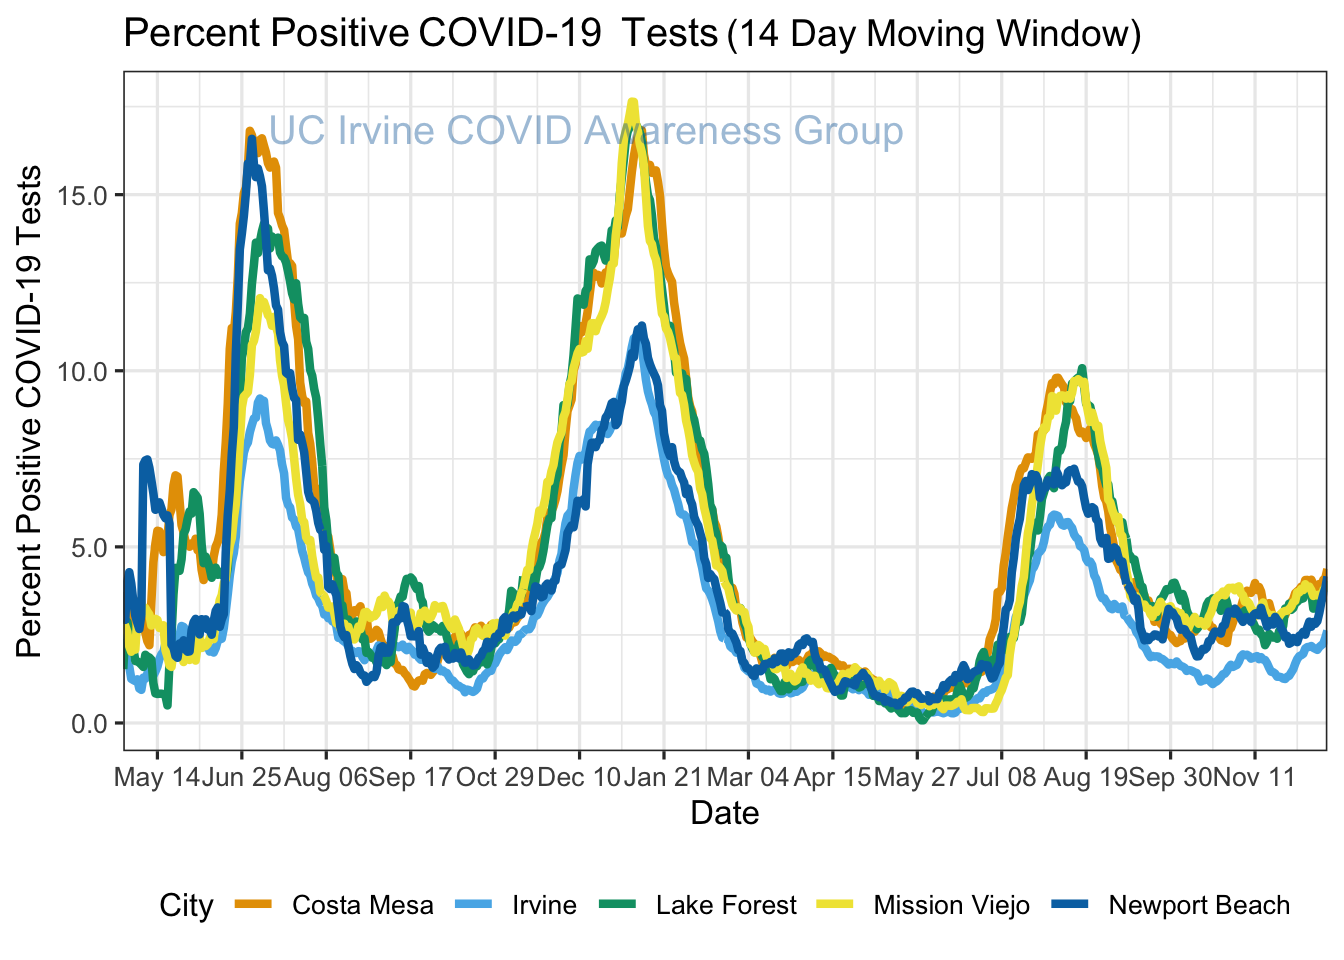 Percent Positive COVID-19 Tests (14 Day Moving Window)
UC Irvine COVID Awareness Group
Percent Positive COVID-19 Tests
15.0
10.0
5.0
0.0
May 14 Jun 25 Aug 06 Sep 17 Oct 29 Dec 10 Jan 21 Mar 04 Apr 15 May 27 Jul 08 Aug 19 Sep 30 Nov 11
Date
City Costa Mesa Irvine Lake Forest Mission Viejo Newport Beach